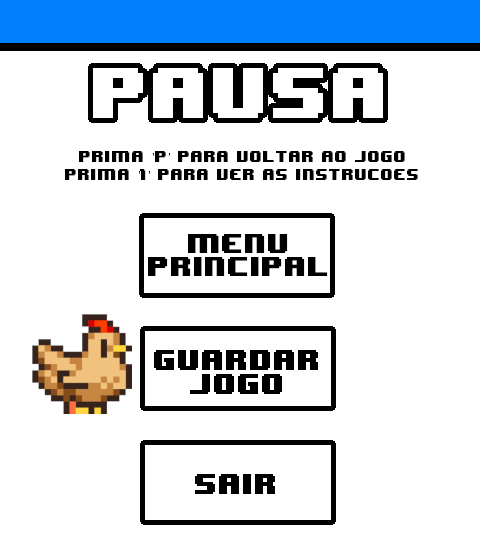 PAUSA
PRIMA 'P' PARA VOLTAR AO JOGO
PRIMA 'I' PARA VER AS INSTRUCOES
MENU
PRINCIPAL
GUARDAR
JOGO
SAIR